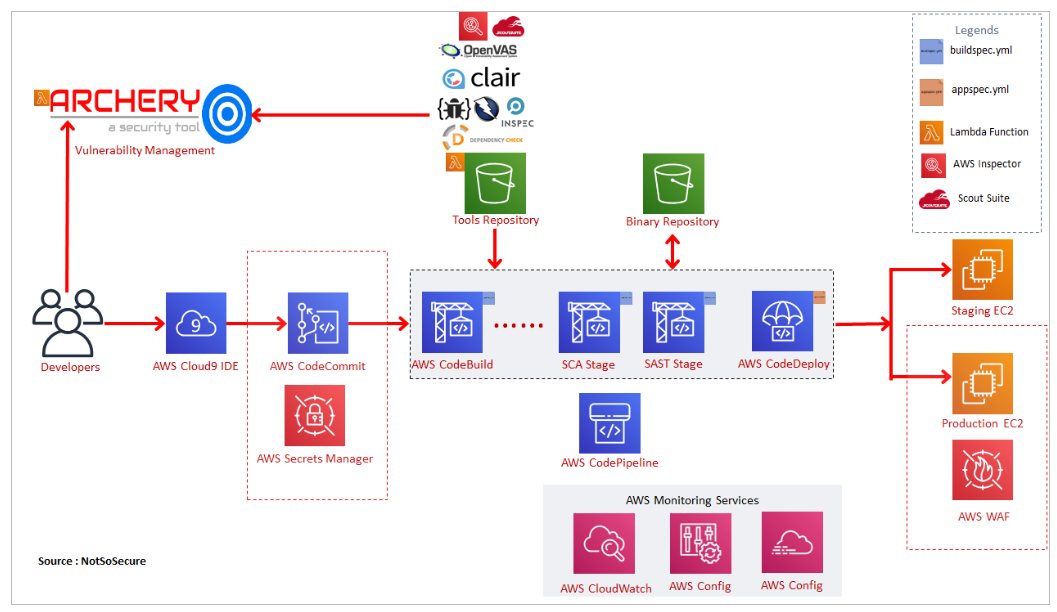 Legends
buildspec.yml
appspec.yml
Lambda Function
AWS Inspector
Scout Suite
OpenVAS
clair
INSPEC
DEPENDENCY CHECK
ARCHERY
a security tool
Vulnerability Management
Tools Repository
Binary Repository
Developers
9
AWS Cloud9 IDE
AWS CodeCommit
AWS Secrets Manager
AWS CodeBuild
SCA Stage
SAST Stage
AWS CodeDeploy
AWS CodePipeline
Staging EC2
Production EC2
AWS WAF
AWS Monitoring Services
AWS CloudWatch
AWS Config
AWS Config
Source : NotSoSecure